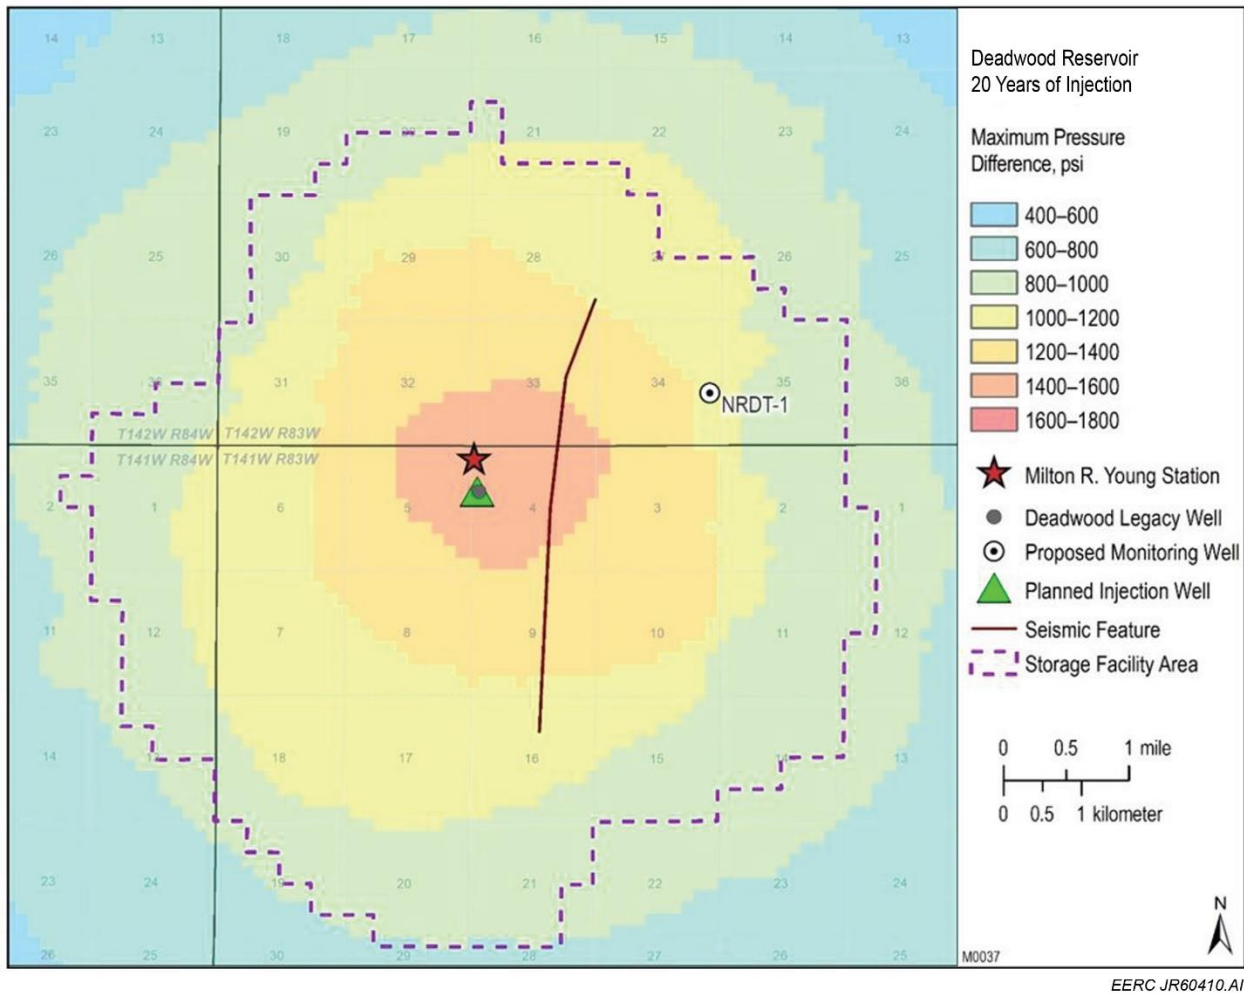 14 13 18 17 16 15 14 13
23 24 19 20 21 22 23 24
26 25 30 29 28 27 26 25
35 36 31 32 33 34 35 36
NRDT-1
T142W R84W T142W R83W
T141W R84W T141W R83W
2 1 6 5 4 3 2 1
11 12 7 8 9 10 11 12
14 13 18 17 16 15 14 13
23 24 19 20 21 22 23 24
26 25 30 29 28 27 26 25
Deadwood Reservoir
20 Years of Injection
Maximum Pressure
Difference, psi
400–600
600–800
800–1000
1000–1200
1200–1400
1400–1600
1600–1800
Milton R. Young Station
Deadwood Legacy Well
Proposed Monitoring Well
Planned Injection Well
Seismic Feature
Storage Facility Area
0 0.5 1 mile
0 0.5 1 kilometer
N
M0037
EERC JR60410.AI